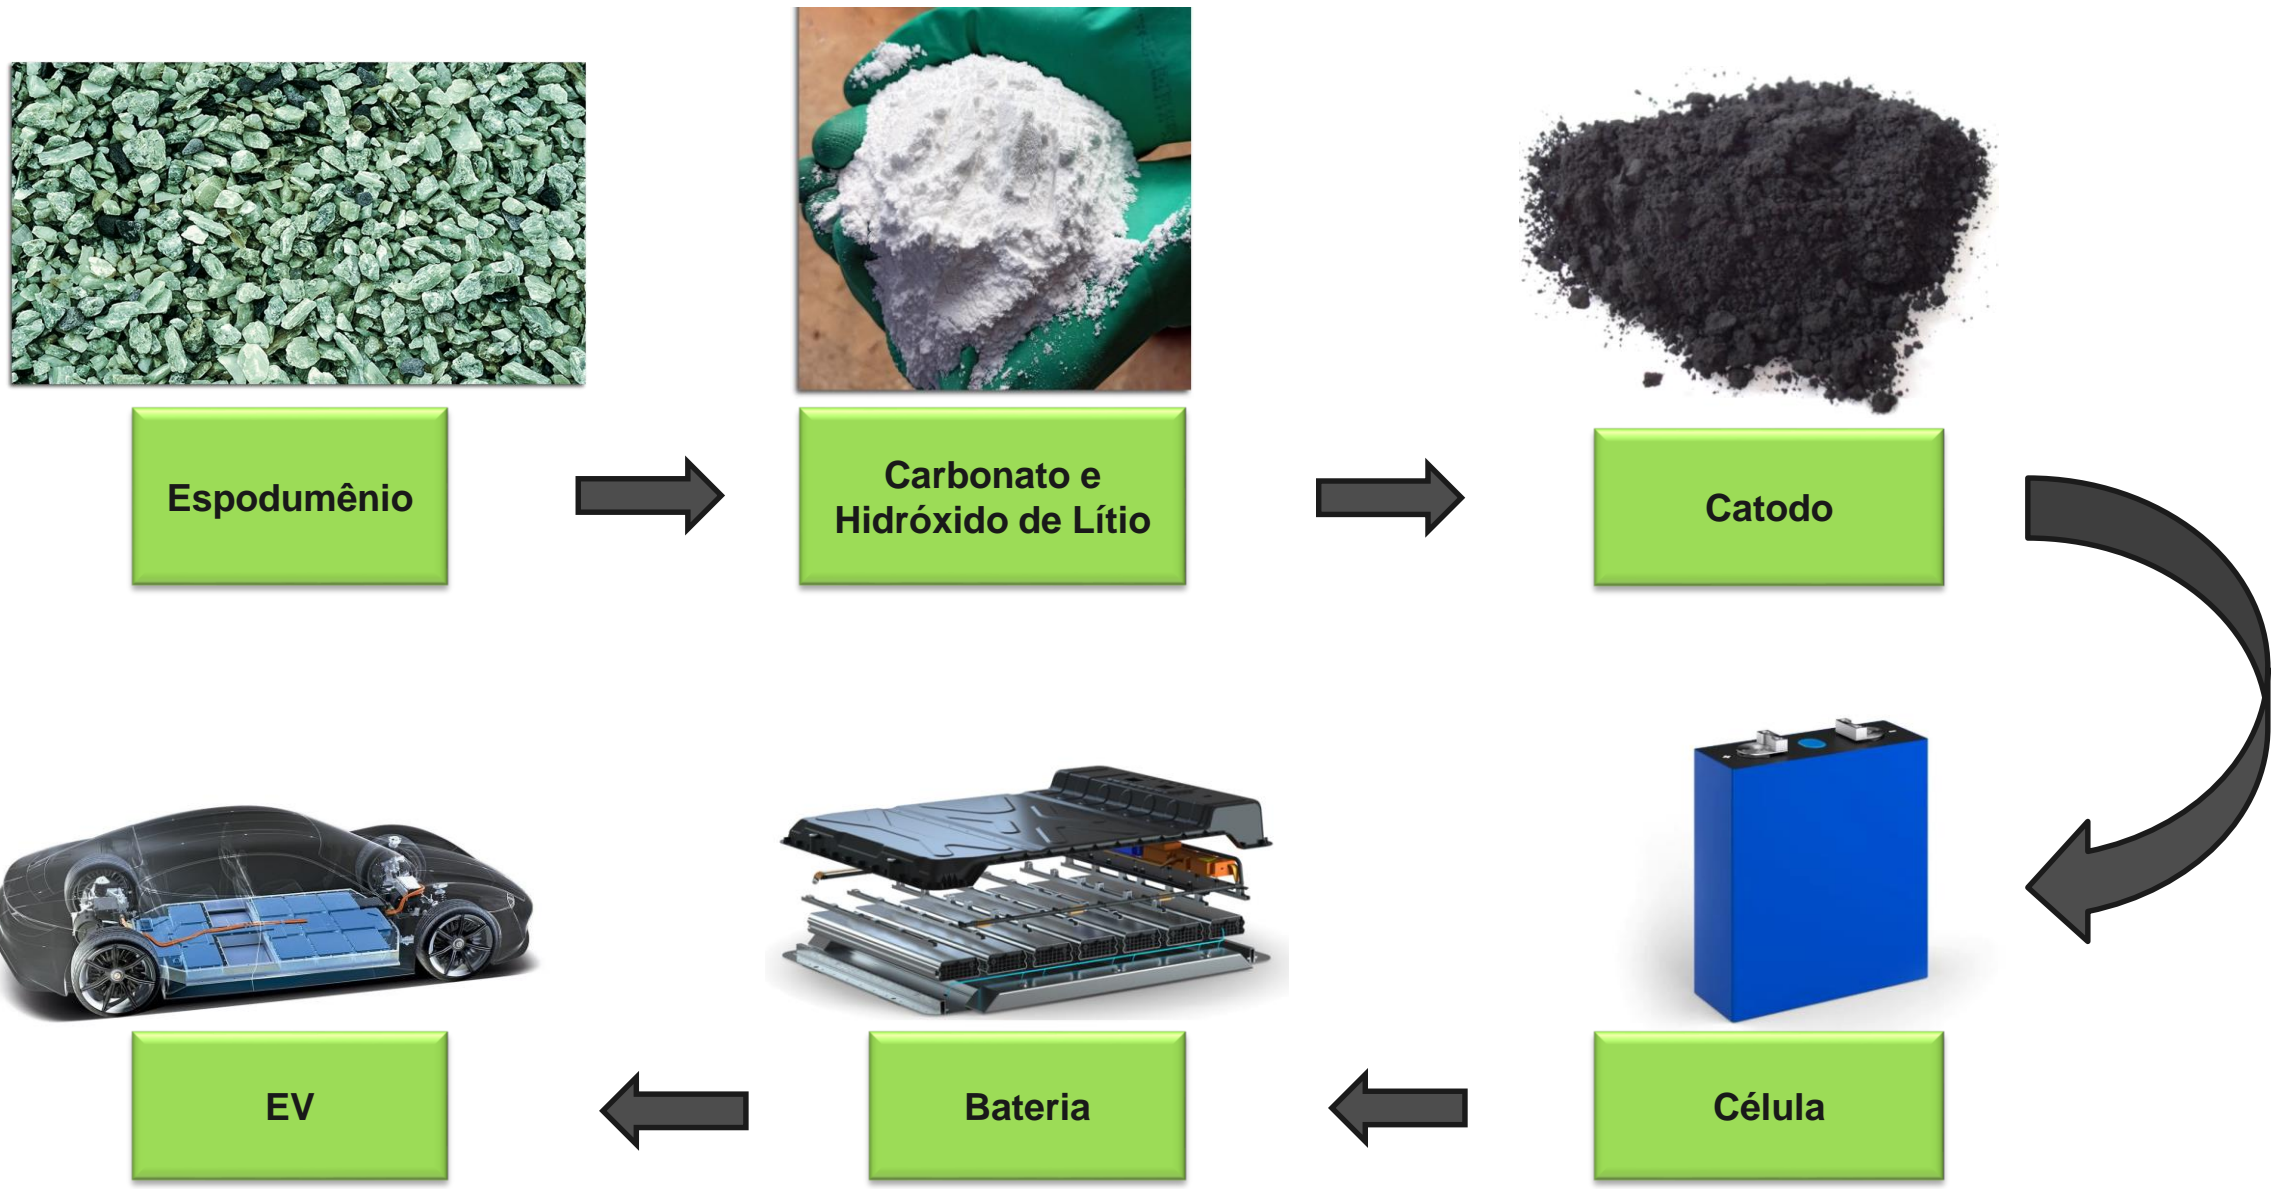 Espodumênio
Carbonato e
Hidróxido de Lítio
Catodo
Célula
Bateria
EV